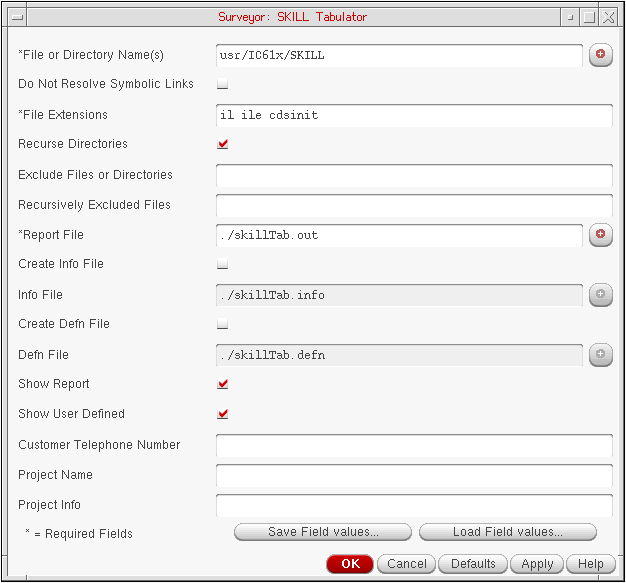 Surveyor: SKILL Tabulator
*File or Directory Name(s) usr/IC61x/SKILL
Do Not Resolve Symbolic Links
*File Extensions il ile cdsinit
Recurse Directories
Exclude Files or Directories
Recursively Excluded Files
*Report File ./skillTab.out
Create Info File
Info File ./skillTab.info
Create Defn File
Defn File ./skillTab.defn
Show Report
Show User Defined
Customer Telephone Number
Project Name
Project Info
* = Required Fields Save Field values... Load Field values...
OK Cancel Defaults Apply Help